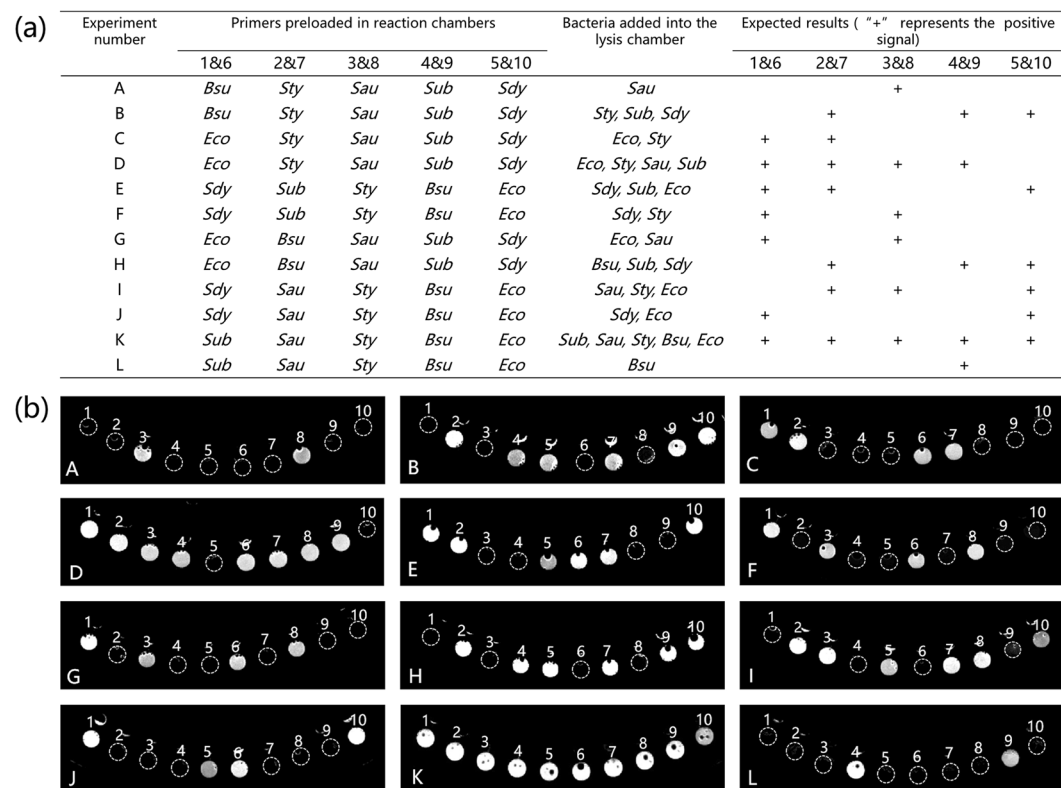 (a)
Experiment number Primers preloaded in reaction chambers Bacteria added into the lysis chamber Expected results ( “+” represents the positive signal)
1&6 2&7 3&8 4&9 5&10 1&6 2&7 3&8 4&9 5&10
A Bsu Sty Sau Sub Sdy Sau +
B Bsu Sty Sau Sub Sdy Sty, Sub, Sdy + + +
C Eco Sty Sau Sub Sdy Eco, Sty + +
D Eco Sty Sau Sub Sdy Eco, Sty, Sau, Sub + + + +
E Sdy Sub Sty Bsu Eco Sdy, Sub, Eco + + +
F Sdy Sub Sty Bsu Eco Sdy, Sty + +
G Eco Bsu Sau Sub Sdy Eco, Sau + +
H Eco Bsu Sau Sub Sdy Bsu, Sub, Sdy + + +
I Sdy Sau Sty Bsu Eco Sau, Sty, Eco + + +
J Sdy Sau Sty Bsu Eco Sdy, Eco + +
K Sub Sau Sty Bsu Eco Sub, Sau, Sty, Bsu, Eco + + + + +
L Sub Sau Sty Bsu Eco Bsu +
(b)
1 2 3 4 5 6 7 8 9 10
A
1 2 3 4 5 6 7 8 9 10
B
1 2 3 4 5 6 7 8 9 10
C
1 2 3 4 5 6 7 8 9 10
D
1 2 3 4 5 6 7 8 9 10
E
1 2 3 4 5 6 7 8 9 10
F
1 2 3 4 5 6 7 8 9 10
G
1 2 3 4 5 6 7 8 9 10
H
1 2 3 4 5 6 7 8 9 10
I
1 2 3 4 5 6 7 8 9 10
J
1 2 3 4 5 6 7 8 9 10
K
1 2 3 4 5 6 7 8 9 10
L